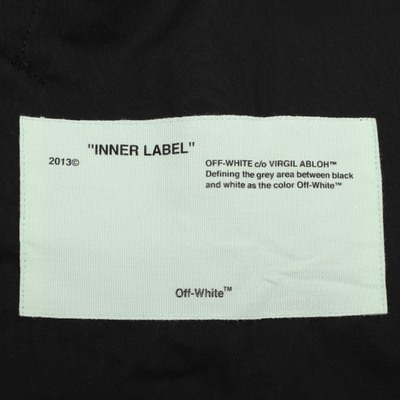 "INNER LABEL"
2013©
OFF-WHITE c/o VIRGIL ABLOH™
Defining the grey area between black
and white as the color Off-White™
Off-White™